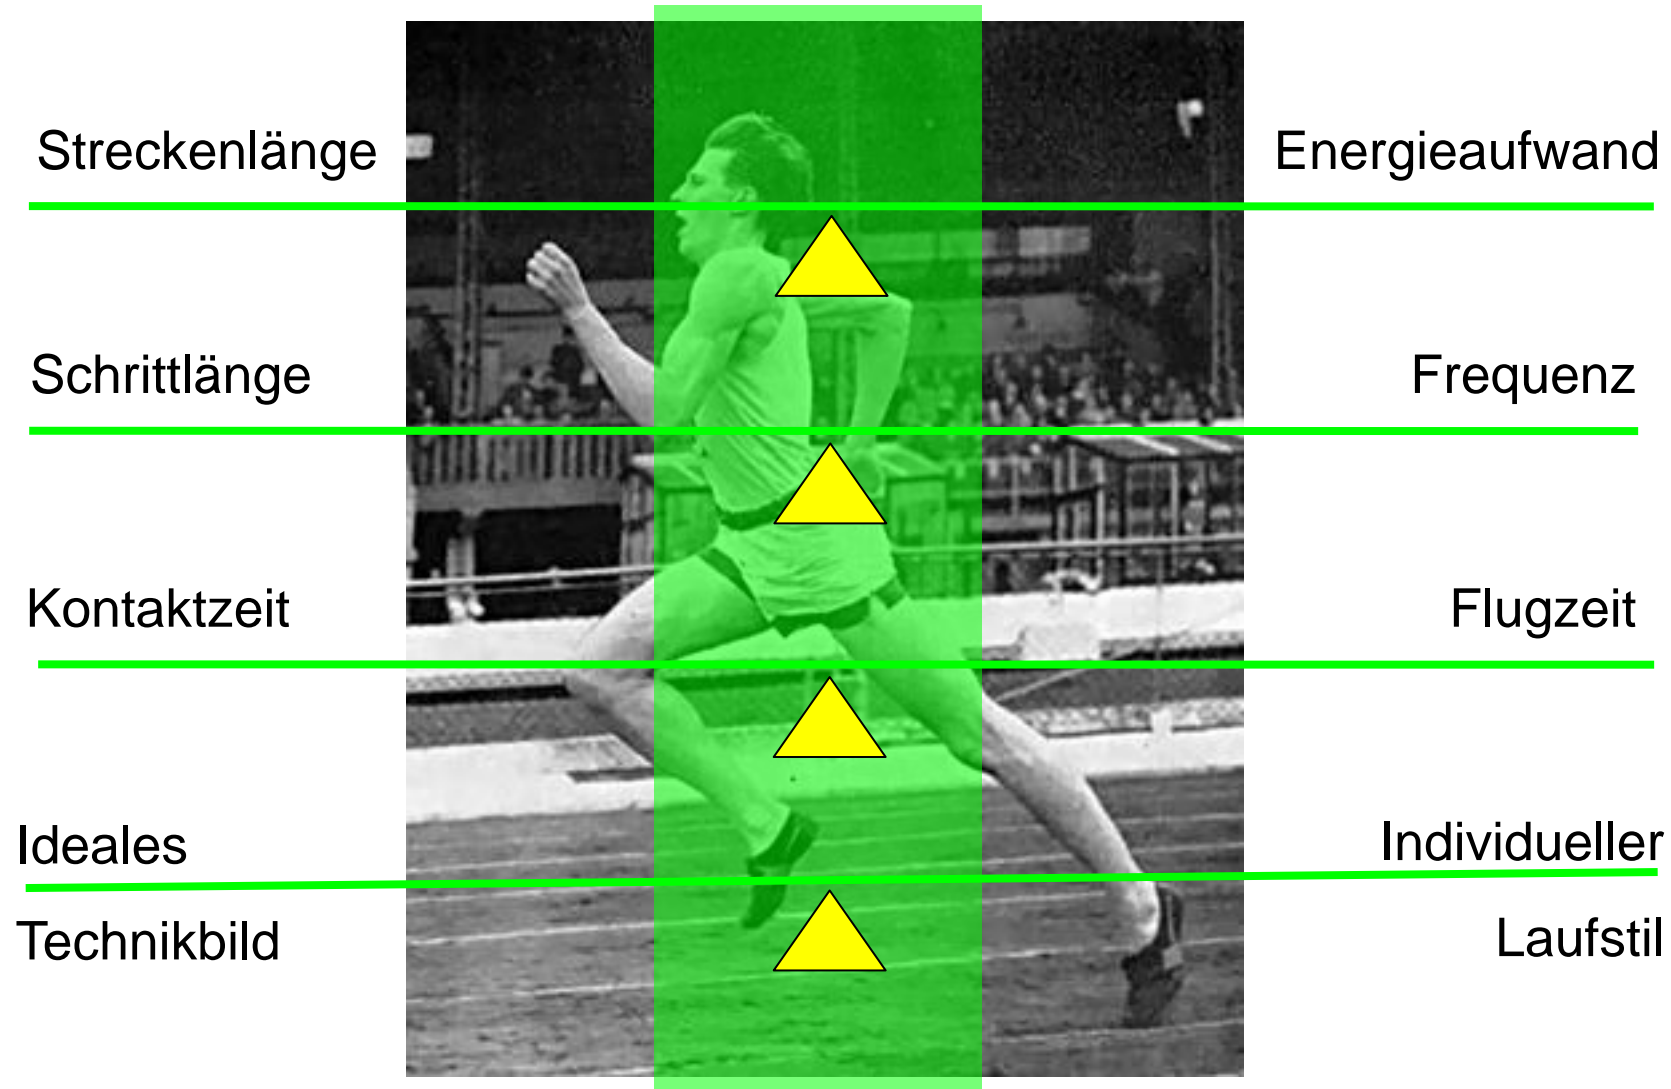 Streckenlänge Energieaufwand
Schrittlänge Frequenz
Kontaktzeit Flugzeit
Ideales Individueller
Technikbild Laufstil